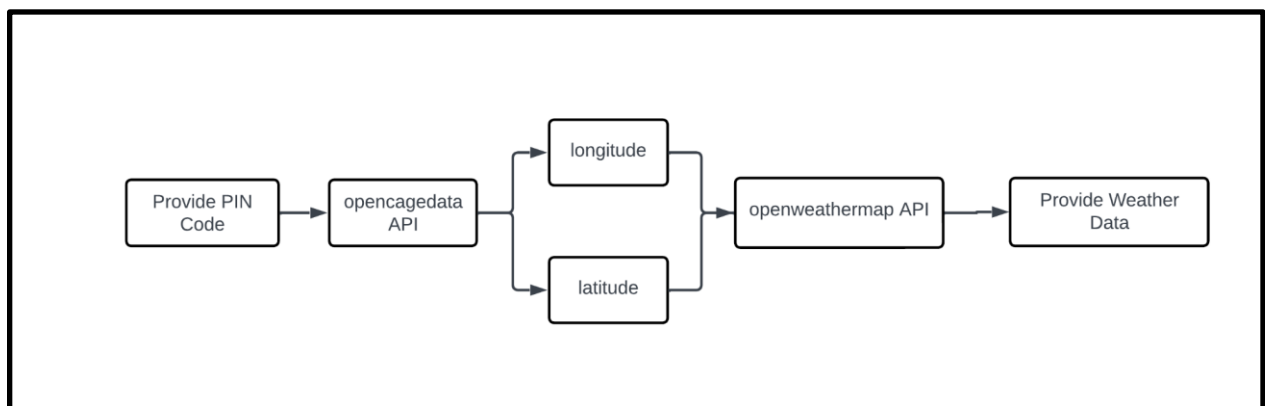 Provide PIN
Code
opencagedata
API
longitude
latitude
openweathermap API
Provide Weather
Data